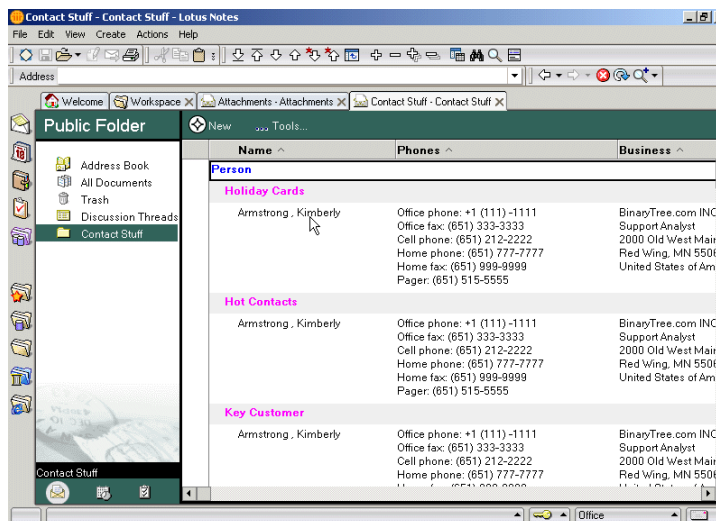 Contact Stuff - Contact Stuff - Lotus Notes
File Edit View Create Actions Help
Address
Welcome Workspace Attachments - Attachments Contact Stuff - Contact Stuff
Public Folder
New ... Tools...
Name Phones Business
Address Book
All Documents
Trash
Discussion Threads
Contact Stuff
Person
Holiday Cards
Armstrong , Kimberly Office phone: +1 (111) -1111 BinaryTree.com INC
Office fax: (651) 333-3333 Support Analyst
Cell phone: (651) 212-2222 2000 Old West Main
Home phone: (651) 777-7777 Red Wing, MN 5506
Home fax: (651) 999-9999 United States of Am
Pager: (651) 515-5555
Hot Contacts
Armstrong , Kimberly Office phone: +1 (111) -1111 BinaryTree.com INC
Office fax: (651) 333-3333 Support Analyst
Cell phone: (651) 212-2222 2000 Old West Main
Home phone: (651) 777-7777 Red Wing, MN 5506
Home fax: (651) 999-9999 United States of Am
Pager: (651) 515-5555
Key Customer
Armstrong , Kimberly Office phone: +1 (111) -1111 BinaryTree.com INC
Office fax: (651) 333-3333 Support Analyst
Cell phone: (651) 212-2222 2000 Old West Main
Home phone: (651) 777-7777 Red Wing, MN 5506
Contact Stuff
Office